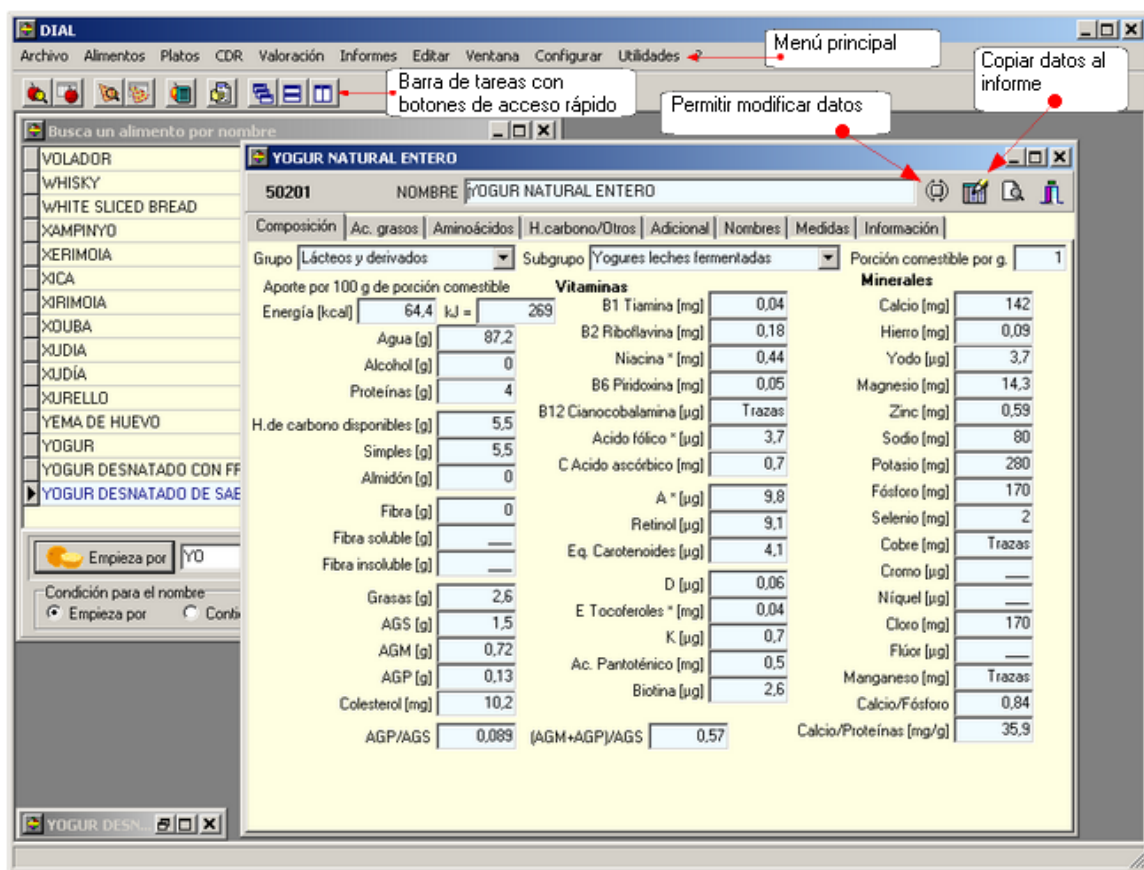 DIAL
Archivo Alimentos Platos CDR Valoración Informes Editar Ventana Configurar Utilidades ?
Menú principal
Copiar datos al
informe
Barra de tareas con
botones de acceso rápido
Permitir modificar datos
Busca un alimento por nombre
VOLADOR
WHISKY
WHITE SLICED BREAD
XAMPINYO
XERIMOIA
XICA
XIRIMOIA
XOUBA
XUDIA
XUDÍA
XURELLO
YEMA DE HUEVO
YOGUR
YOGUR DESNATADO CON FR
YOGUR DESNATADO DE SAB
Empieza por YO
Condición para el nombre
Empieza por Conti
YOGUR NATURAL ENTERO
50201 NOMBRE YOGUR NATURAL ENTERO
Composición Ac. grasos Aminoácidos H.carbono/Otros Adicional Nombres Medidas Información
Grupo Lácteos y derivados Subgrupo Yogures leches fermentadas Porción comestible por g. 1
Aporte por 100 g de porción comestible
Energía [kcal] 64,4 kJ = 269
Agua [g] 87,2
Alcohol [g] 0
Proteínas [g] 4
H.de carbono disponibles [g] 5,5
Simples [g] 5,5
Almidón [g] 0
Fibra [g] 0
Fibra soluble [g] __
Fibra insoluble [g] __
Grasas [g] 2,6
AGS [g] 1,5
AGM [g] 0,72
AGP [g] 0,13
Colesterol [mg] 10,2
AGP/AGS 0,089 (AGM+AGP)/AGS 0,57
Vitaminas
B1 Tiamina [mg] 0,04
B2 Riboflavina [mg] 0,18
Niacina * [mg] 0,44
B6 Piridoxina [mg] 0,05
B12 Cianocobalamina [µg] Trazas
Acido fólico * [µg] 3,7
C Acido ascórbico [mg] 0,7
A * [µg] 9,8
Retinol [µg] 9,1
Eq. Carotenoides [µg] 4,1
D [µg] 0,06
E Tocoferoles * [mg] 0,04
K [µg] 0,7
Ac. Pantoténico [mg] 0,5
Biotina [µg] 2,6
Minerales
Calcio [mg] 142
Hierro [mg] 0,09
Yodo [µg] 3,7
Magnesio [mg] 14,3
Zinc [mg] 0,59
Sodio [mg] 80
Potasio [mg] 280
Fósforo [mg] 170
Selenio [mg] 2
Cobre [mg] Trazas
Cromo [µg] __
Níquel [µg] __
Cloro [mg] 170
Flúor [µg] __
Manganeso [mg] Trazas
Calcio/Fósforo 0,84
Calcio/Proteínas [mg/g] 35,9
YOGUR DESN...